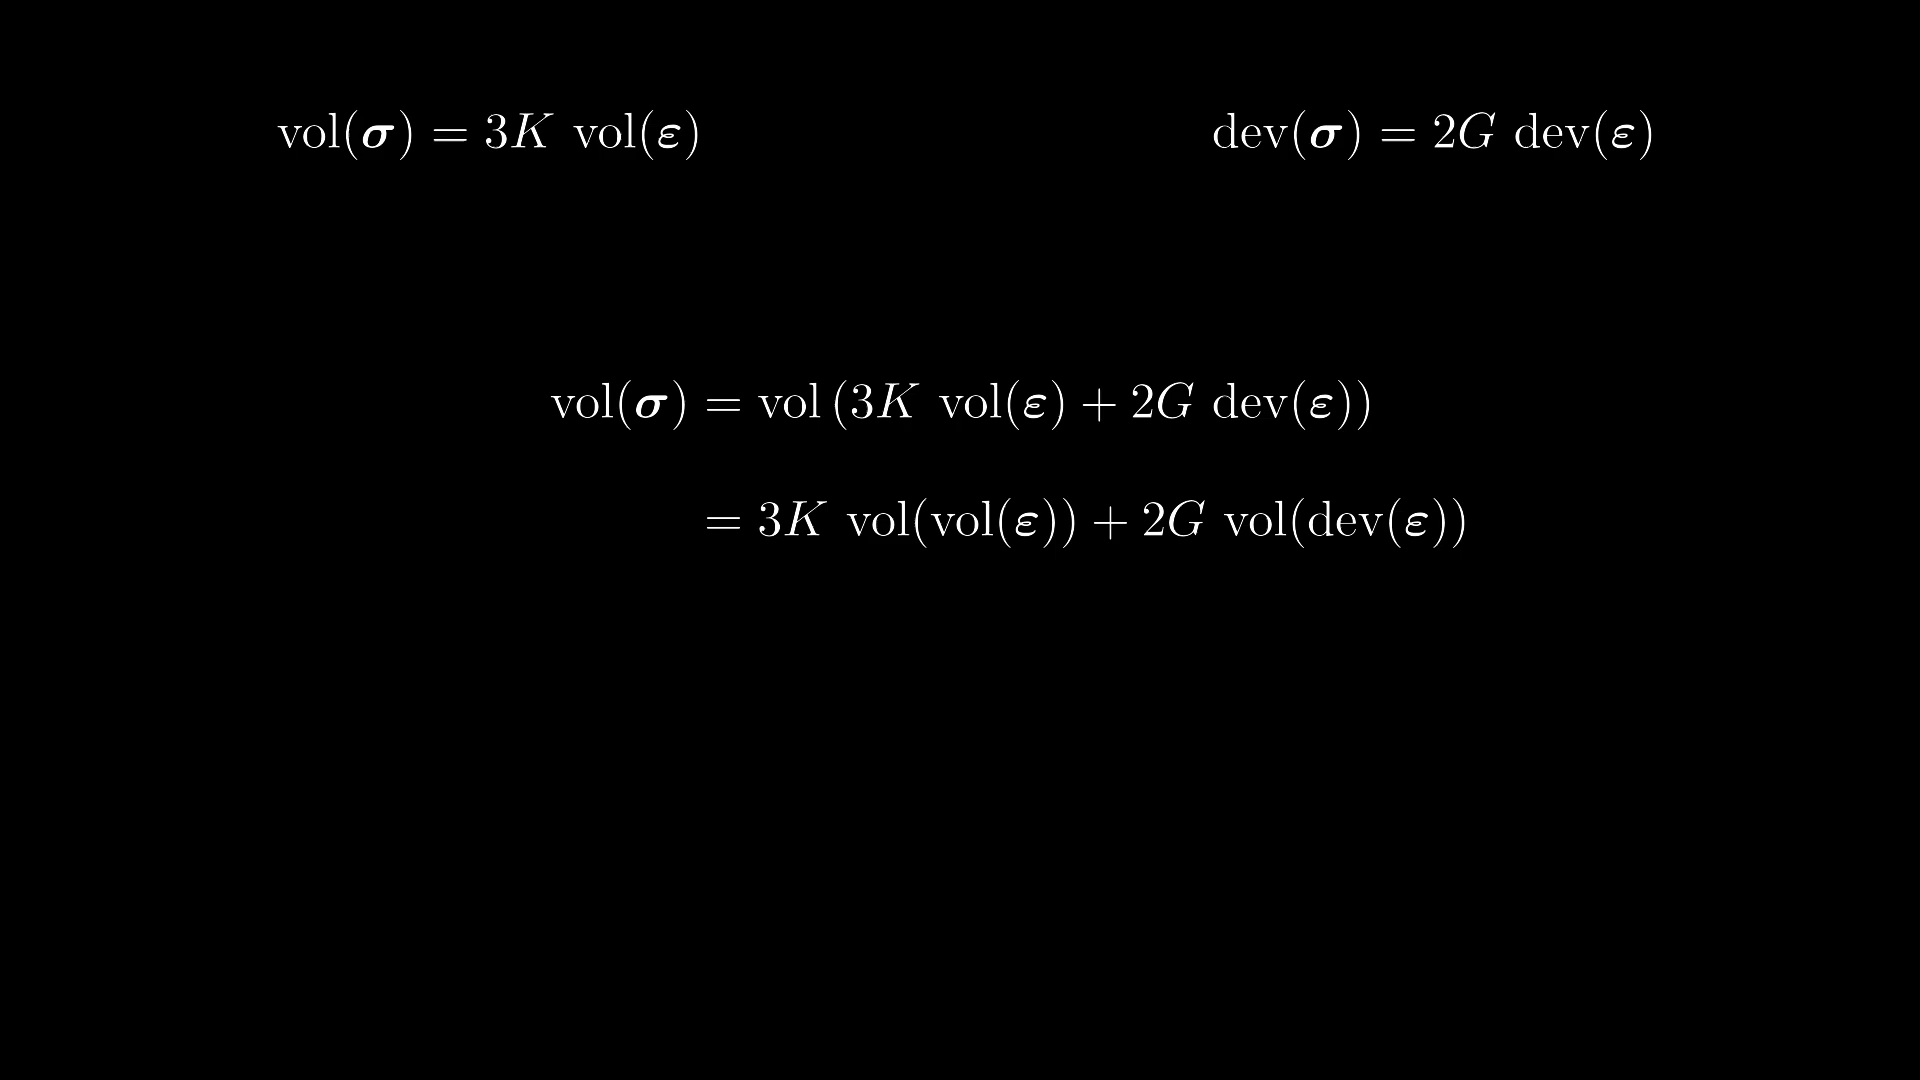 vol(𝝈) = 3K vol(𝜺)
dev(𝝈) = 2G dev(𝜺)
vol(𝝈) = vol (3K vol(𝜺) + 2G dev(𝜺))
= 3K vol(vol(𝜺)) + 2G vol(dev(𝜺))